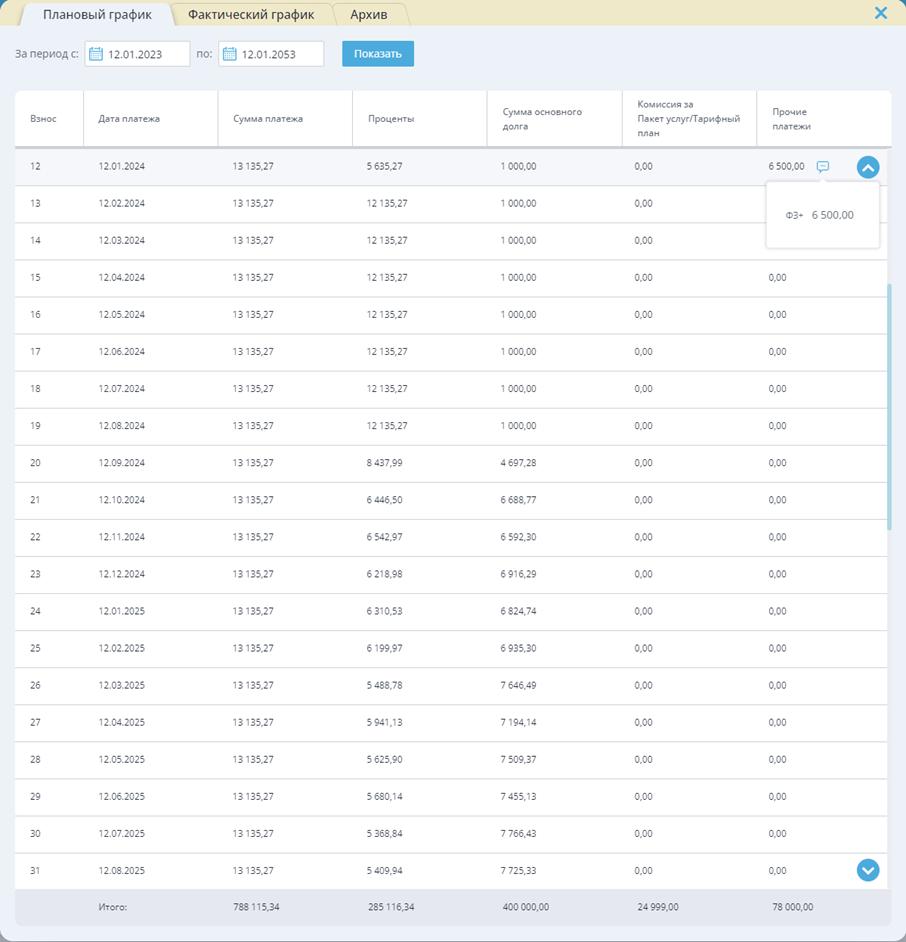 Плановый график Фактический график Архив
За период с: 12.01.2023 по: 12.01.2053 Показать
Взнос Дата платежа Сумма платежа Проценты Сумма основного долга Комиссия за Пакет услуг/Тарифный план Прочие платежи
12 12.01.2024 13 135,27 5 635,27 1 000,00 0,00 6 500,00
13 12.02.2024 13 135,27 12 135,27 1 000,00 0,00
ФЗ+ 6 500,00
14 12.03.2024 13 135,27 12 135,27 1 000,00 0,00
15 12.04.2024 13 135,27 12 135,27 1 000,00 0,00 0,00
16 12.05.2024 13 135,27 12 135,27 1 000,00 0,00 0,00
17 12.06.2024 13 135,27 12 135,27 1 000,00 0,00 0,00
18 12.07.2024 13 135,27 12 135,27 1 000,00 0,00 0,00
19 12.08.2024 13 135,27 12 135,27 1 000,00 0,00 0,00
20 12.09.2024 13 135,27 8 437,99 4 697,28 0,00 0,00
21 12.10.2024 13 135,27 6 446,50 6 688,77 0,00 0,00
22 12.11.2024 13 135,27 6 542,97 6 592,30 0,00 0,00
23 12.12.2024 13 135,27 6 218,98 6 916,29 0,00 0,00
24 12.01.2025 13 135,27 6 310,53 6 824,74 0,00 0,00
25 12.02.2025 13 135,27 6 199,97 6 935,30 0,00 0,00
26 12.03.2025 13 135,27 5 488,78 7 646,49 0,00 0,00
27 12.04.2025 13 135,27 5 941,13 7 194,14 0,00 0,00
28 12.05.2025 13 135,27 5 625,90 7 509,37 0,00 0,00
29 12.06.2025 13 135,27 5 680,14 7 455,13 0,00 0,00
30 12.07.2025 13 135,27 5 368,84 7 766,43 0,00 0,00
31 12.08.2025 13 135,27 5 409,94 7 725,33 0,00 0,00
Итого: 788 115,34 285 116,34 400 000,00 24 999,00 78 000,00